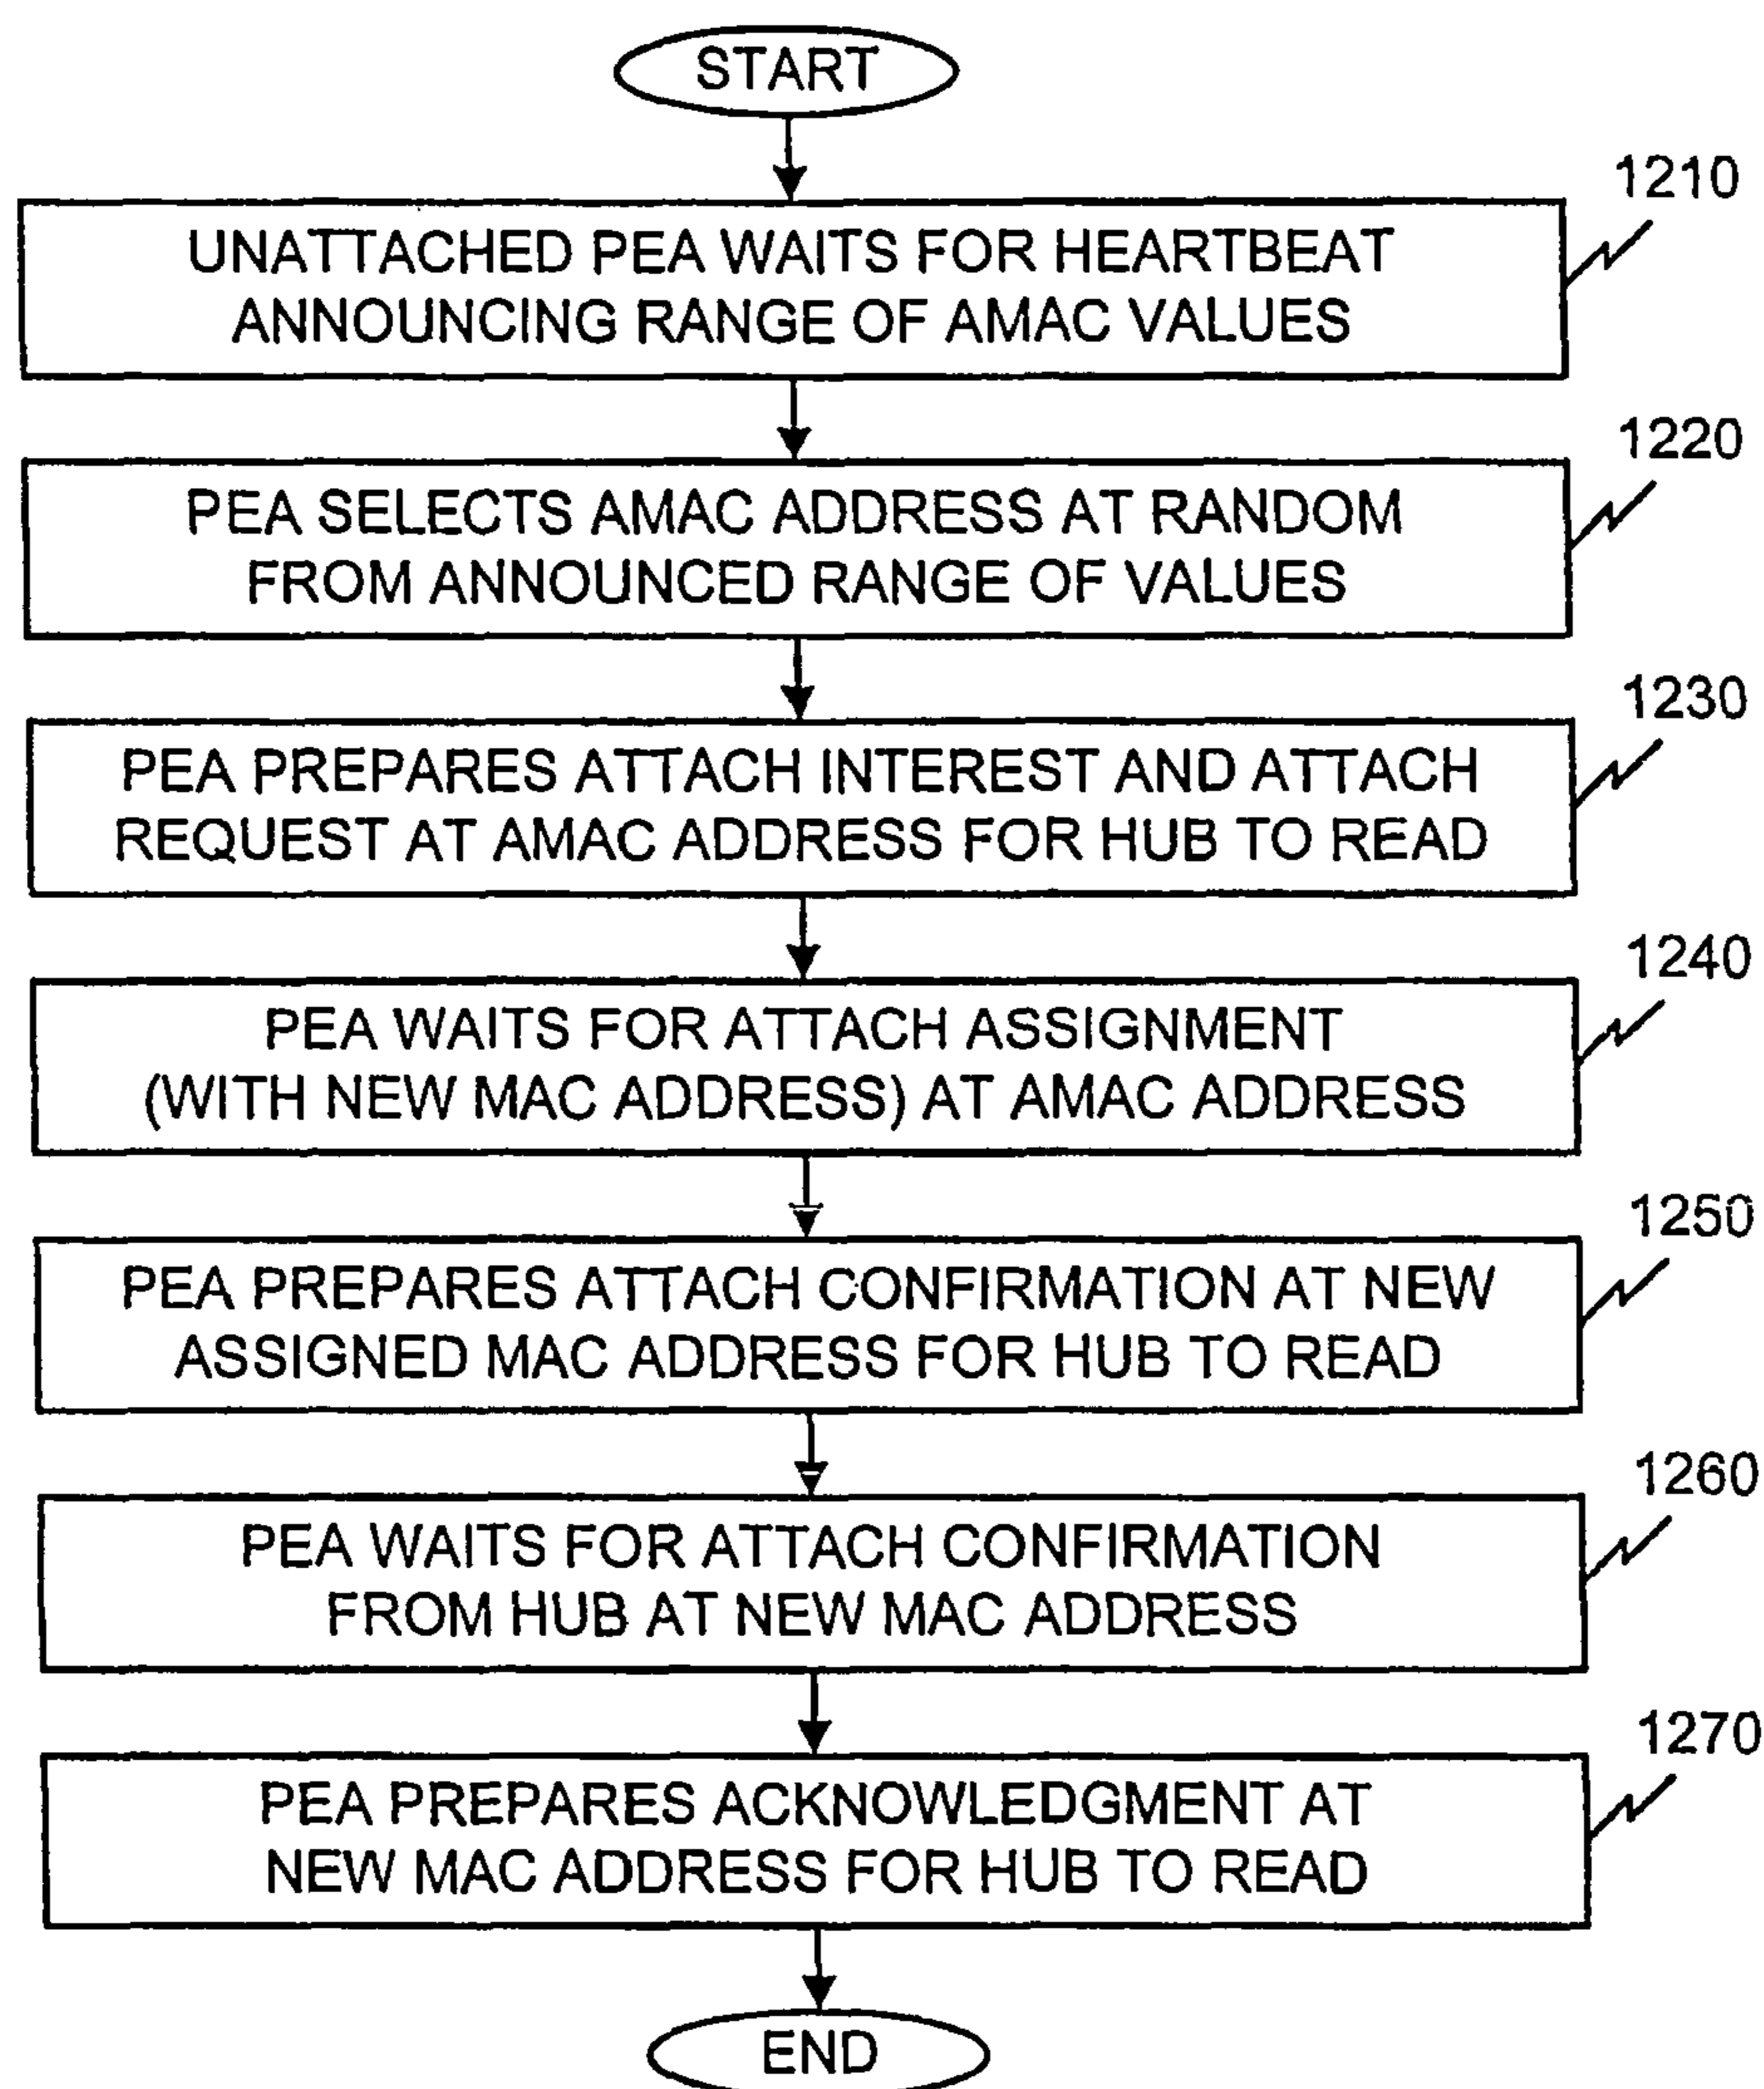 START
1210
UNATTACHED PEA WAITS FOR HEARTBEAT
ANNOUNCING RANGE OF AMAC VALUES
1220
PEA SELECTS AMAC ADDRESS AT RANDOM
FROM ANNOUNCED RANGE OF VALUES
1230
PEA PREPARES ATTACH INTEREST AND ATTACH
REQUEST AT AMAC ADDRESS FOR HUB TO READ
1240
PEA WAITS FOR ATTACH ASSIGNMENT
(WITH NEW MAC ADDRESS) AT AMAC ADDRESS
1250
PEA PREPARES ATTACH CONFIRMATION AT NEW
ASSIGNED MAC ADDRESS FOR HUB TO READ
1260
PEA WAITS FOR ATTACH CONFIRMATION
FROM HUB AT NEW MAC ADDRESS
1270
PEA PREPARES ACKNOWLEDGMENT AT
NEW MAC ADDRESS FOR HUB TO READ
END